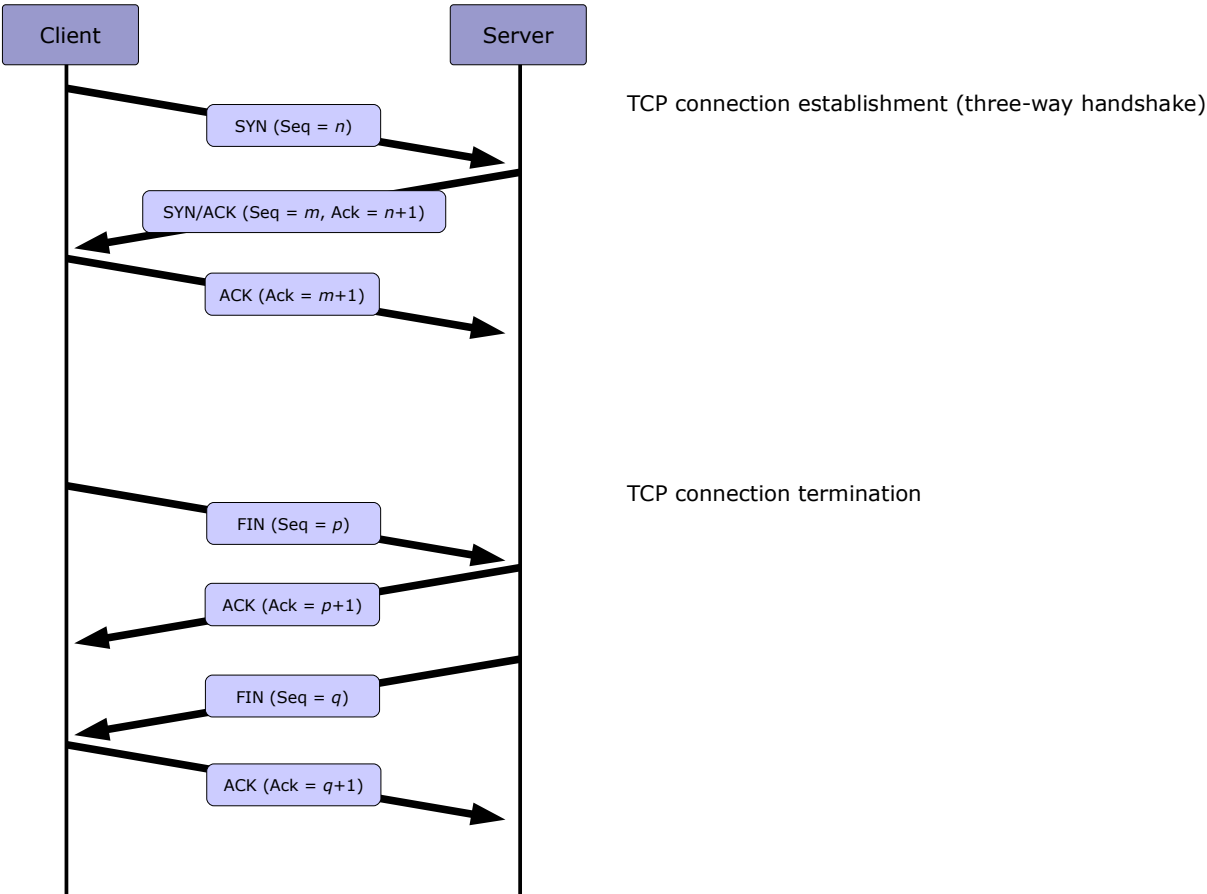 Client
Server
TCP connection establishment (three-way handshake)
SYN (Seq = n)
SYN/ACK (Seq = m, Ack = n+1)
ACK (Ack = m+1)
TCP connection termination
FIN (Seq = p)
ACK (Ack = p+1)
FIN (Seq = q)
ACK (Ack = q+1)